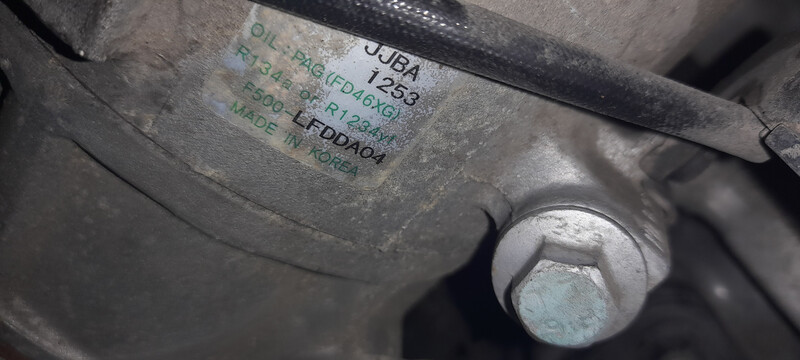 JJBA
1253
OIL : PAG(FD46XG)
R134a or R1234yf
F500-LFDDA04
MADE IN KOREA